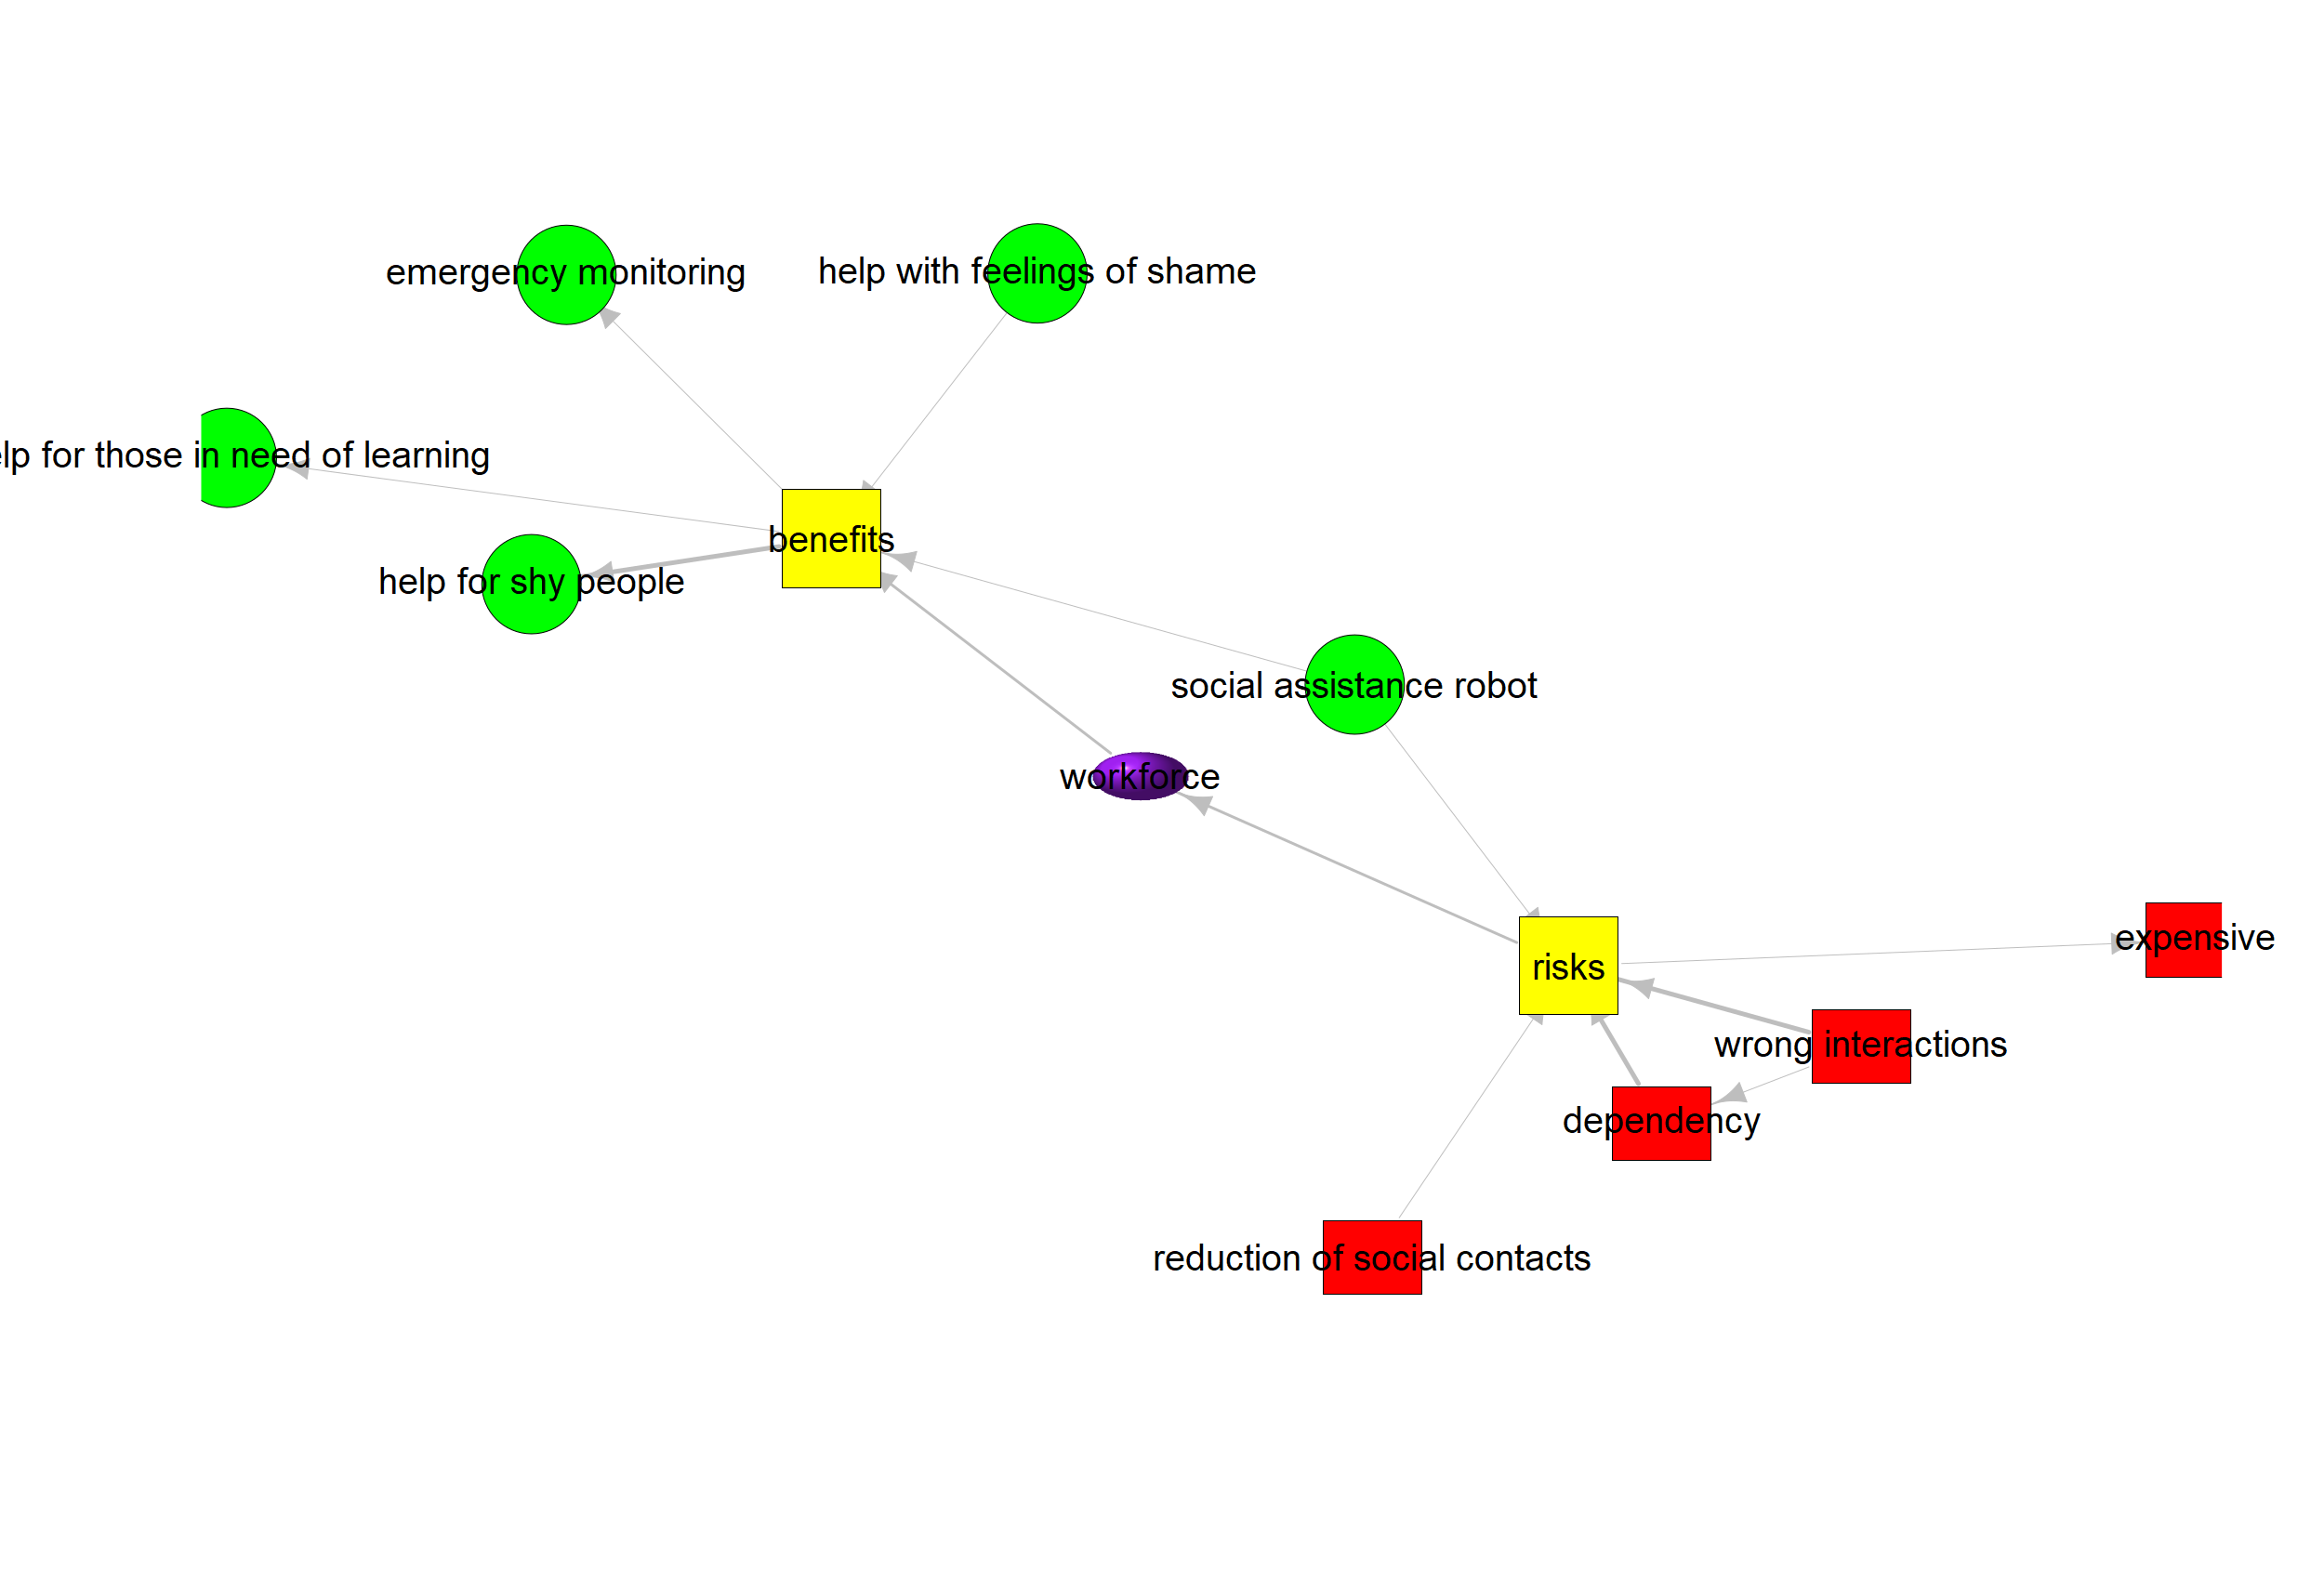 help with feelings of shame
emergency monitoring
elp for those in need of learning
benefits
help for shy people
social assistance robot
workforce
expensive
risks
wrong interactions
dependency
reduction of social contacts